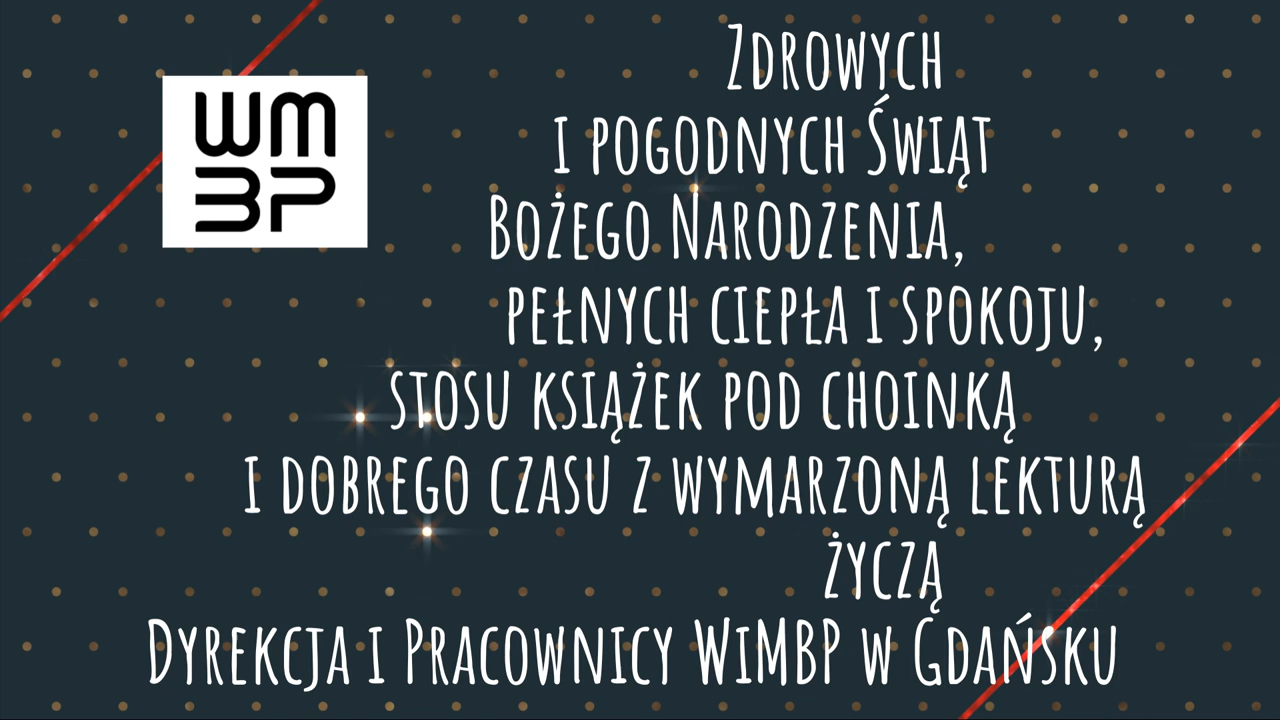 WM
BP
Zdrowych
i pogodnych Świąt
Bożego Narodzenia,
pełnych ciepła i spokoju,
stosu książek pod choinką
i dobrego czasu z wymarzoną lekturą
życzą
Dyrekcja i Pracownicy WiMBP w Gdańsku